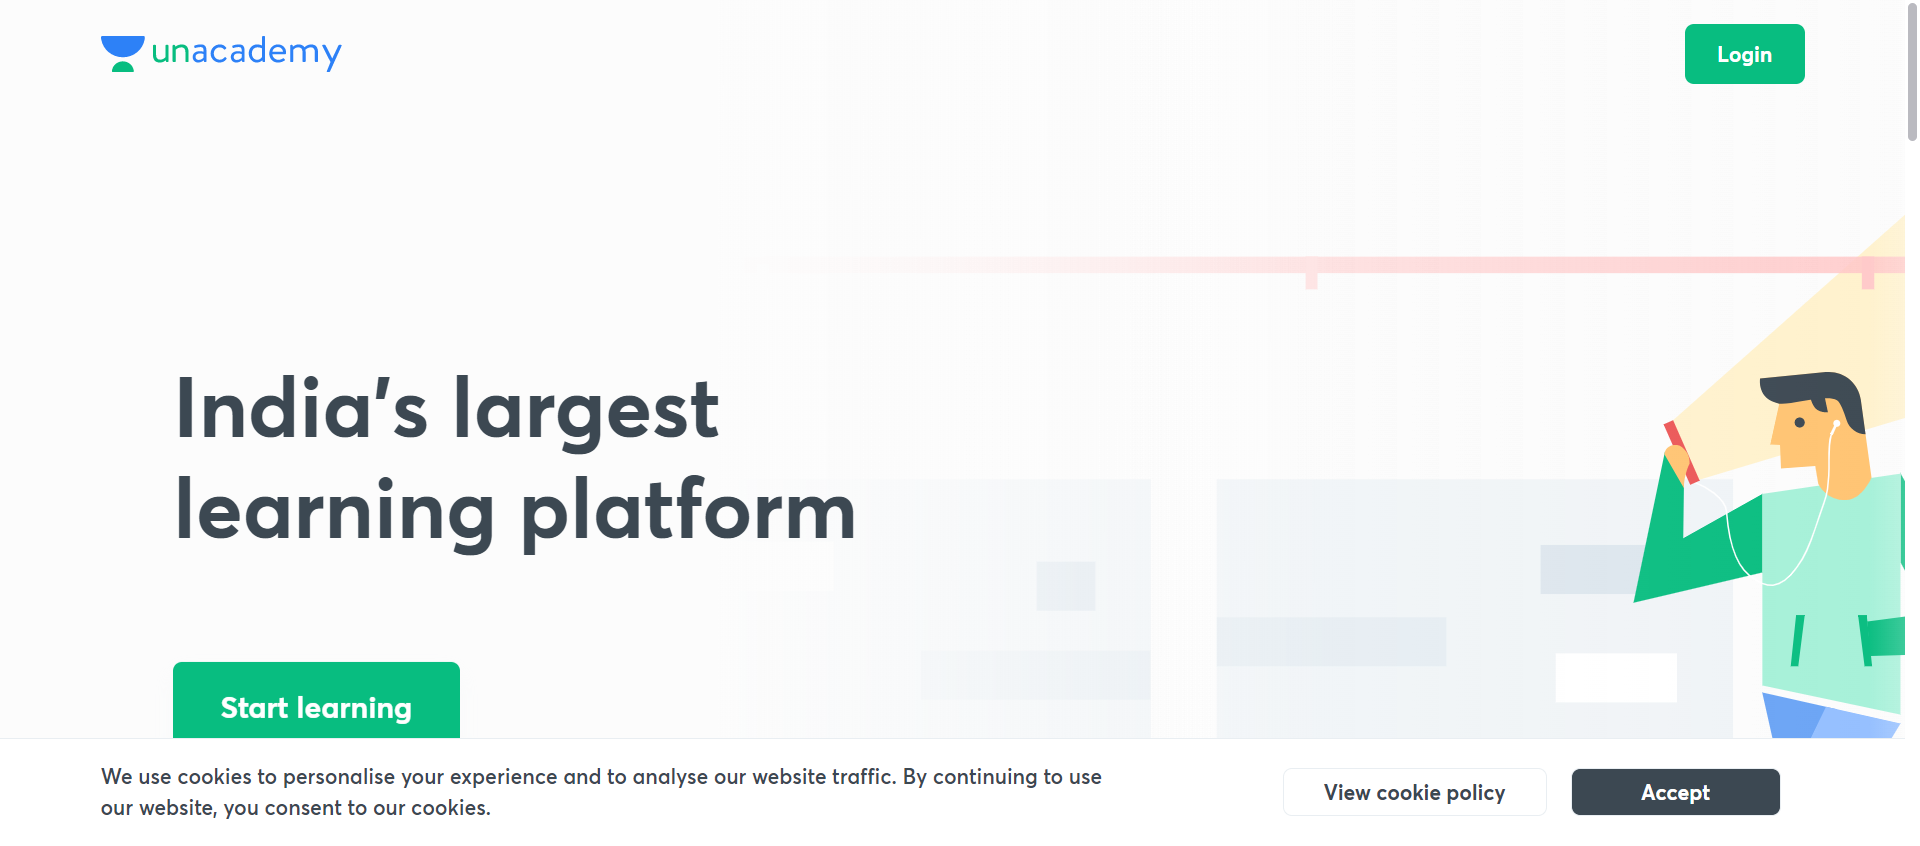 unacademy
Login
India's largest
learning platform
Start learning
We use cookies to personalise your experience and to analyse our website traffic. By continuing to use
our website, you consent to our cookies.
View cookie policy
Accept